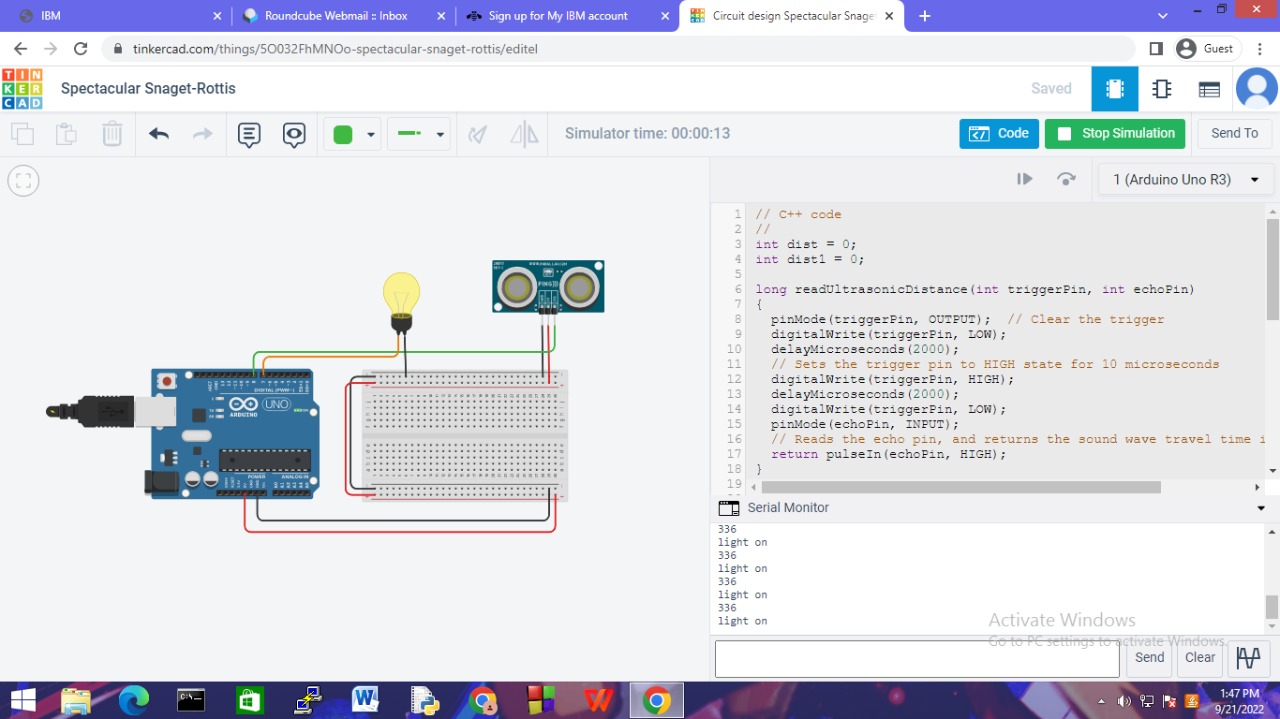 IBM
Roundcube Webmail :: Inbox
Sign up for My IBM account
Circuit design Spectacular Snage
tinkercad.com/things/5O032FhMNOo-spectacular-snaget-rottis/editel
Guest
TIN
KER
CAD
Spectacular Snaget-Rottis
Saved
Simulator time: 00:00:13
Code
Stop Simulation
Send To
1 (Arduino Uno R3)
1 // C++ code
2 //
3 int dist = 0;
4 int dist1 = 0;
5
6 long readUltrasonicDistance(int triggerPin, int echoPin)
7 {
8 pinMode(triggerPin, OUTPUT);  // Clear the trigger
9 digitalWrite(triggerPin, LOW);
10 delayMicroseconds(2000);
11 // Sets the trigger pin to HIGH state for 10 microseconds
12 digitalWrite(triggerPin, HIGH);
13 delayMicroseconds(2000);
14 digitalWrite(triggerPin, LOW);
15 pinMode(echoPin, INPUT);
16 // Reads the echo pin, and returns the sound wave travel time i
17 return pulseIn(echoPin, HIGH);
18 }
19
DIGITAL (PWM~)
UNO
ARDUINO
POWER
ANALOG IN
PING)))
Serial Monitor
336
light on
336
light on
336
light on
336
light on
Activate Windows
Go to PC settings to activate Windows.
Send
Clear
1:47 PM
9/21/2022